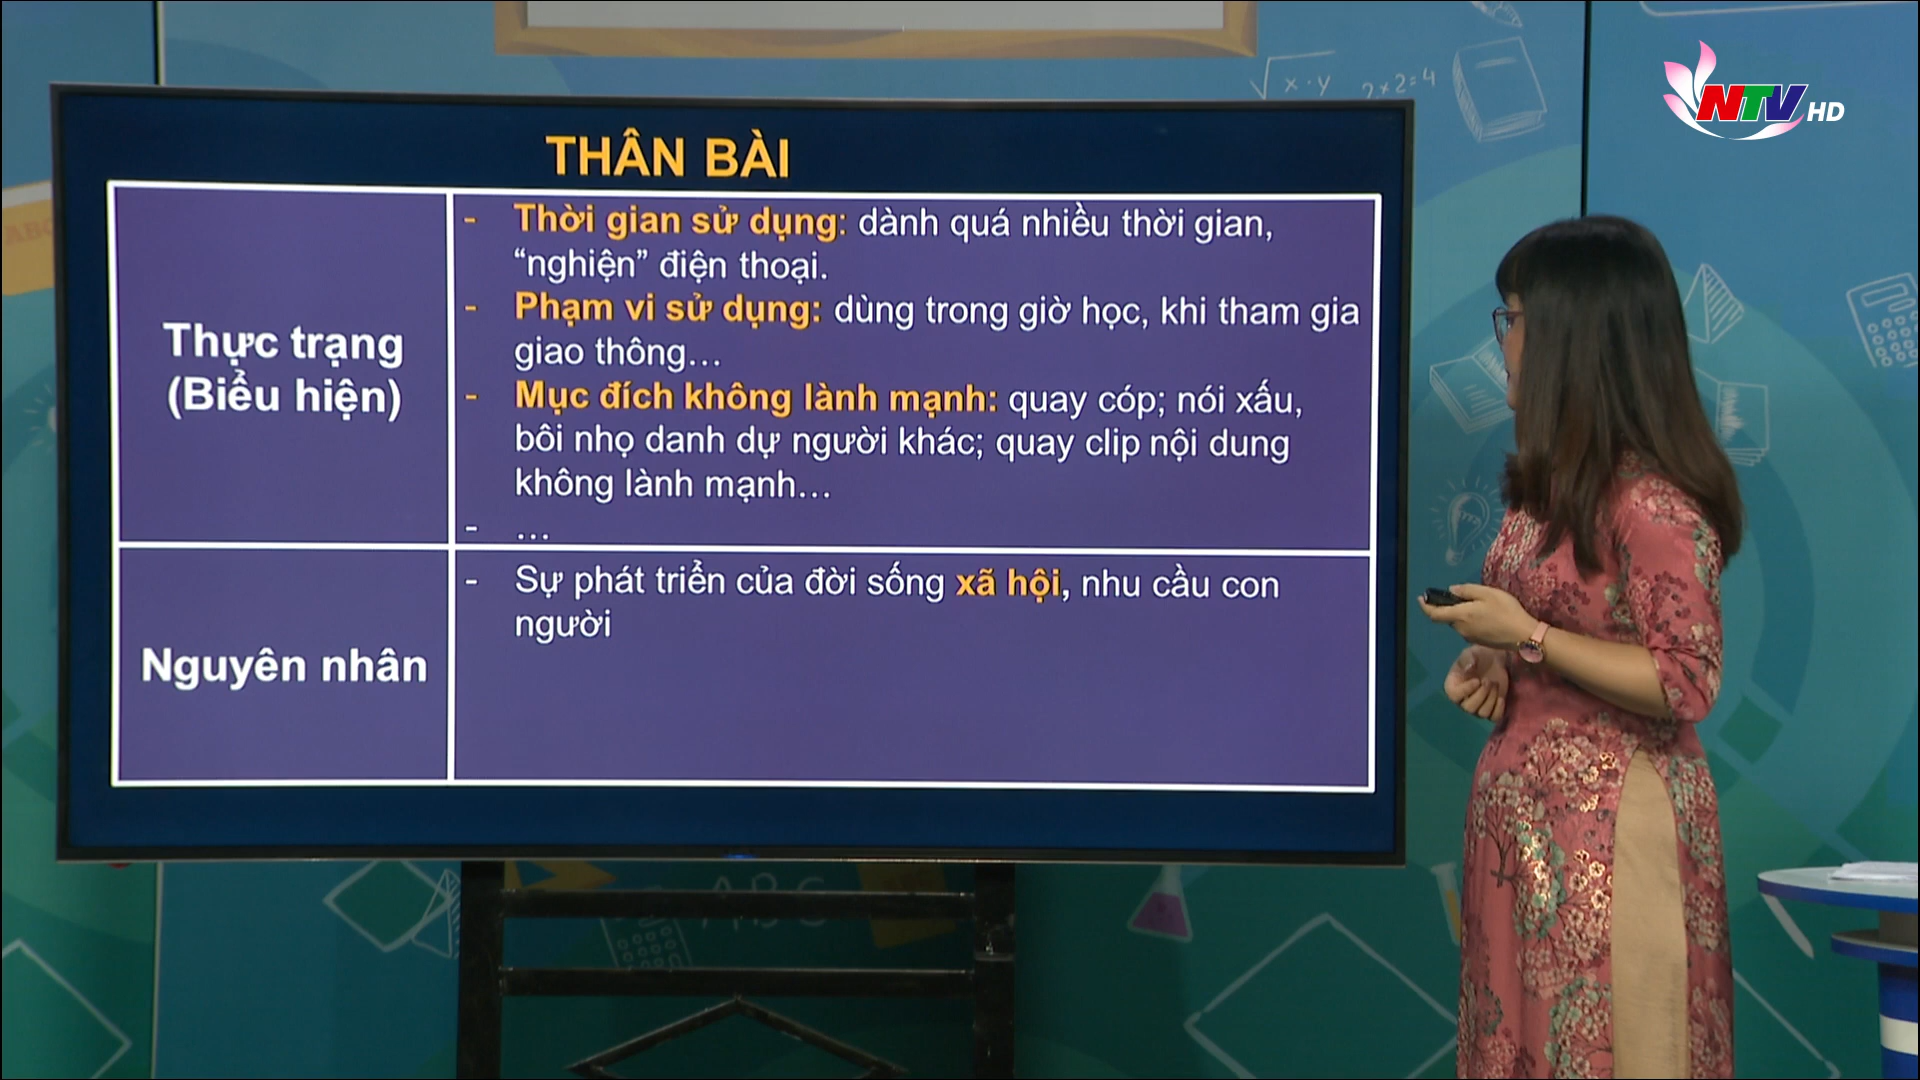 NTV HD
x·y
2x2=4
THÂN BÀI
Thực trạng
(Biểu hiện)
- Thời gian sử dụng: dành quá nhiều thời gian,
“nghiện” điện thoại.
- Phạm vi sử dụng: dùng trong giờ học, khi tham gia
giao thông…
- Mục đích không lành mạnh: quay cóp; nói xấu,
bôi nhọ danh dự người khác; quay clip nội dung
không lành mạnh…
- …
Nguyên nhân
- Sự phát triển của đời sống xã hội, nhu cầu con
người
ABC